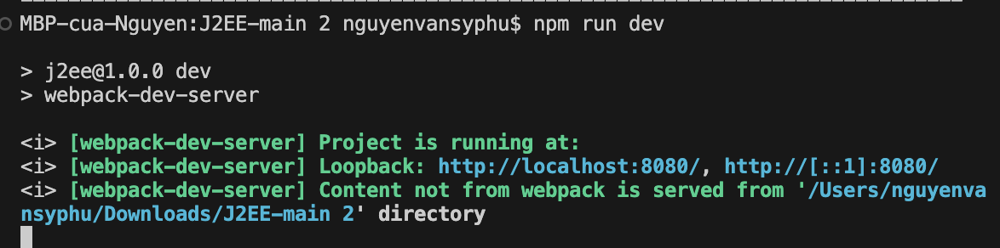 MBP-cua-Nguyen:J2EE-main 2 nguyenvansyphu$ npm run dev
> j2ee@1.0.0 dev
> webpack-dev-server
<i> [webpack-dev-server] Project is running at:
<i> [webpack-dev-server] Loopback: http://localhost:8080/, http://[::1]:8080/
<i> [webpack-dev-server] Content not from webpack is served from '/Users/nguyenva
nsyphu/Downloads/J2EE-main 2' directory